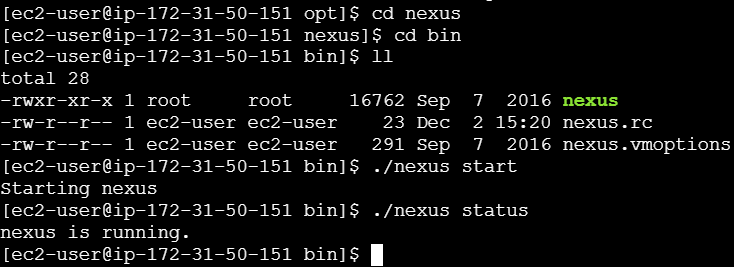 [ec2-user@ip-172-31-50-151 opt]$ cd nexus
[ec2-user@ip-172-31-50-151 nexus]$ cd bin
[ec2-user@ip-172-31-50-151 bin]$ ll
total 28
-rwxr-xr-x 1 root     root     16762 Sep  7  2016 nexus
-rw-r--r-- 1 ec2-user ec2-user    23 Dec  2 15:20 nexus.rc
-rw-r--r-- 1 ec2-user ec2-user   291 Sep  7  2016 nexus.vmoptions
[ec2-user@ip-172-31-50-151 bin]$ ./nexus start
Starting nexus
[ec2-user@ip-172-31-50-151 bin]$ ./nexus status
nexus is running.
[ec2-user@ip-172-31-50-151 bin]$